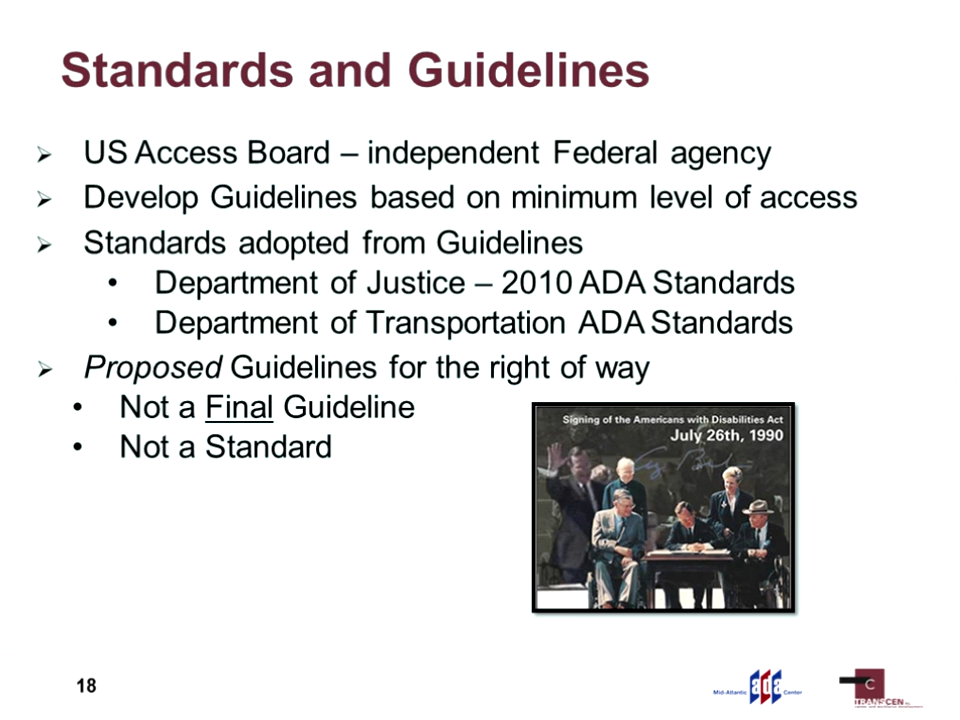 Standards and Guidelines
US Access Board – independent Federal agency
Develop Guidelines based on minimum level of access
Standards adopted from Guidelines
Department of Justice – 2010 ADA Standards
Department of Transportation ADA Standards
Proposed Guidelines for the right of way
Not a Final Guideline
Not a Standard
Signing of the Americans with Disabilities Act
July 26th, 1990
18
Mid-Atlantic ada Center
C
TRANSCEN